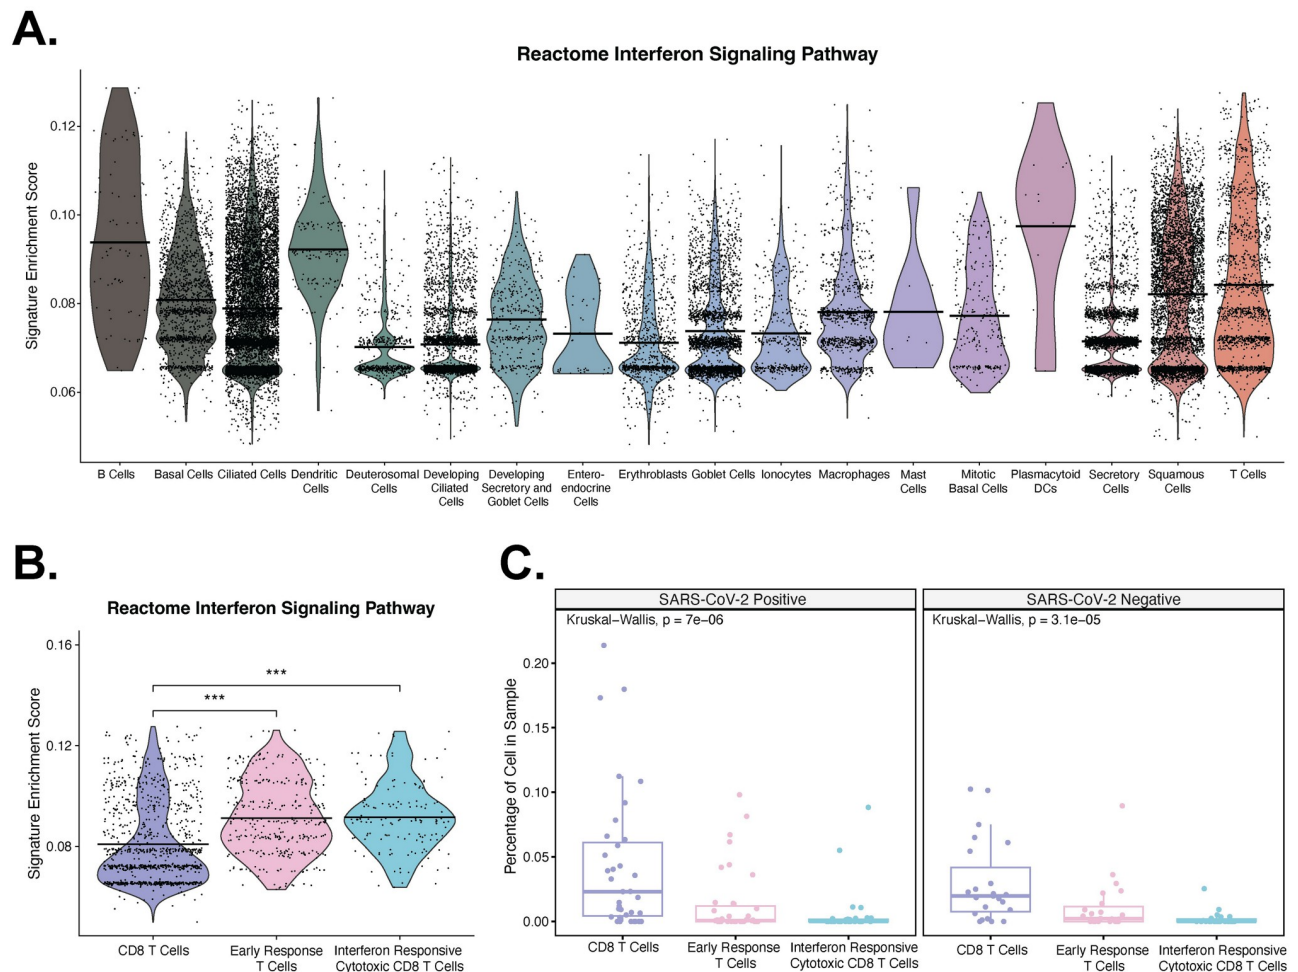 A.
Reactome Interferon Signaling Pathway
Signature Enrichment Score
0.12
0.10
0.08
0.06
B Cells
Basal Cells
Ciliated Cells
Dendritic
Cells
Deuterosomal
Cells
Developing
Ciliated
Cells
Developing
Secretory and
Goblet Cells
Entero-
endocrine
Cells
Erythroblasts
Goblet Cells
Ionocytes
Macrophages
Mast
Cells
Mitotic
Basal Cells
Plasmacytoid
DCs
Secretory
Cells
Squamous
Cells
T Cells
B.
Reactome Interferon Signaling Pathway
Signature Enrichment Score
0.16
0.12
0.08
***
***
CD8 T Cells
Early Response
T Cells
Interferon Responsive
Cytotoxic CD8 T Cells
C.
SARS-CoV-2 Positive
SARS-CoV-2 Negative
Kruskal−Wallis, p = 7e−06
Kruskal−Wallis, p = 3.1e−05
Percentage of Cell in Sample
0.20
0.15
0.10
0.05
0.00
CD8 T Cells
Early Response
T Cells
Interferon Responsive
Cytotoxic CD8 T Cells
CD8 T Cells
Early Response
T Cells
Interferon Responsive
Cytotoxic CD8 T Cells